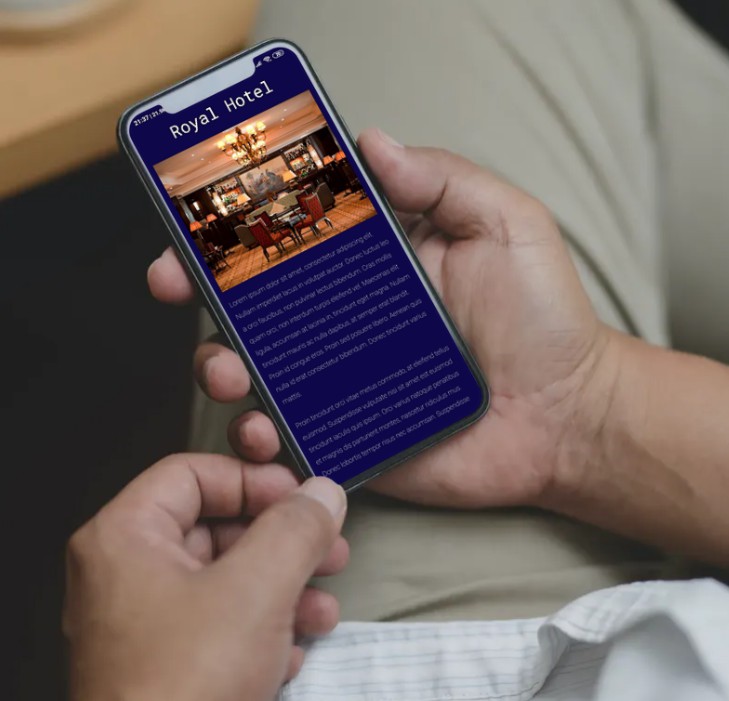 21:37 | 21.
Royal Hotel
Lorem ipsum dolor sit amet, consectetur adipiscing elit.
Nullam imperdiet lacus in volutpat auctor. Donec luctus leo
a orci faucibus, non pulvinar lectus bibendum. Cras mollis
quam orci, non interdum turpis eleifend vel. Maecenas elit
ligula, accumsan at lacinia in, tincidunt eget magna. Nullam
tincidunt mauris ac nulla dapibus, at semper erat blandit.
Proin id congue eros. Proin sed posuere libero. Aenean quis
nulla id erat consectetur bibendum. Donec tincidunt varius
mattis.
Proin tincidunt orci vitae metus commodo, at eleifend tellus
euismod. Suspendisse vulputate nisi sit amet est euismod
tincidunt iaculis quis ipsum. Orci varius natoque penatibus
et magnis dis parturient montes, nascetur ridiculus mus.
Donec lobortis tempor risus nec accumsan. Suspendisse